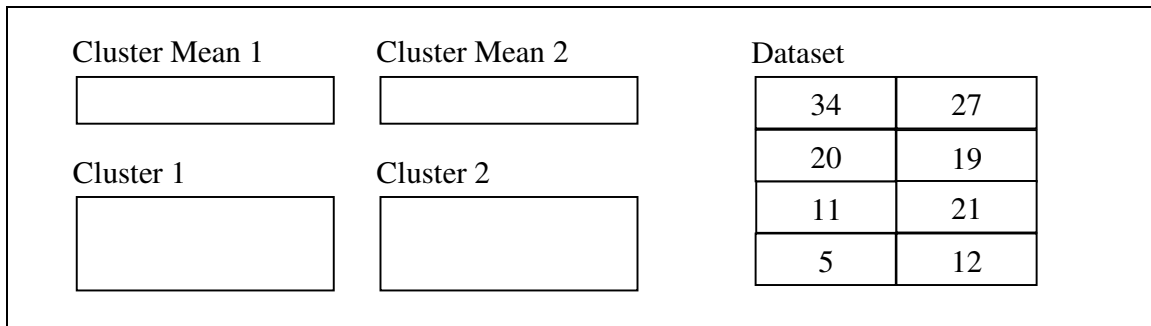 Cluster Mean 1 Cluster Mean 2 Dataset
34 27
20 19
Cluster 1 Cluster 2
11 21
5 12